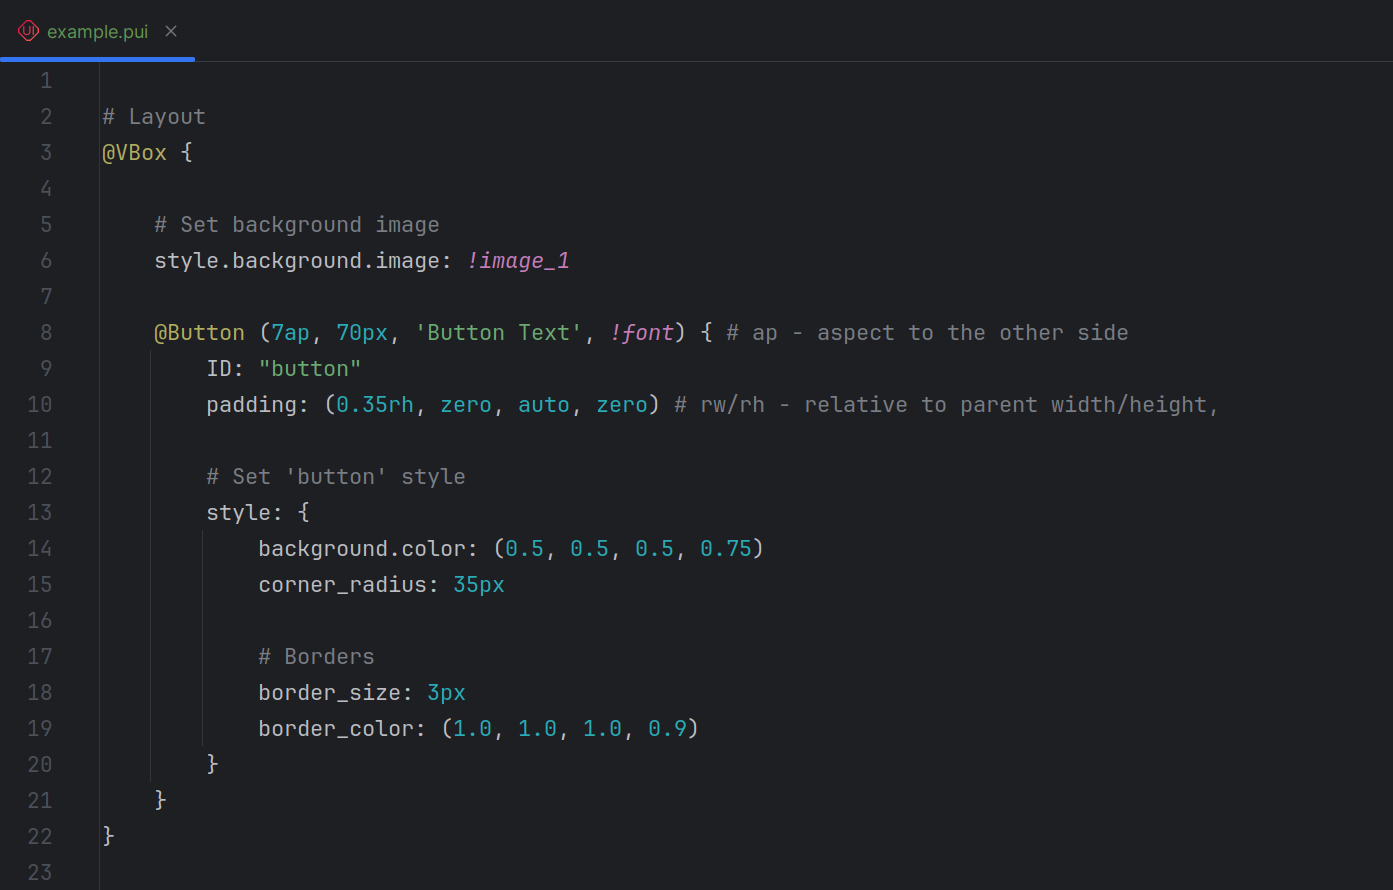 UI example.pui ×
1
2 # Layout
3 @VBox {
4
5     # Set background image
6     style.background.image: !image_1
7
8     @Button (7ap, 70px, 'Button Text', !font) { # ap - aspect to the other side
9         ID: "button"
10         padding: (0.35rh, zero, auto, zero) # rw/rh - relative to parent width/height,
11
12         # Set 'button' style
13         style: {
14             background.color: (0.5, 0.5, 0.5, 0.75)
15             corner_radius: 35px
16
17             # Borders
18             border_size: 3px
19             border_color: (1.0, 1.0, 1.0, 0.9)
20         }
21     }
22 }
23